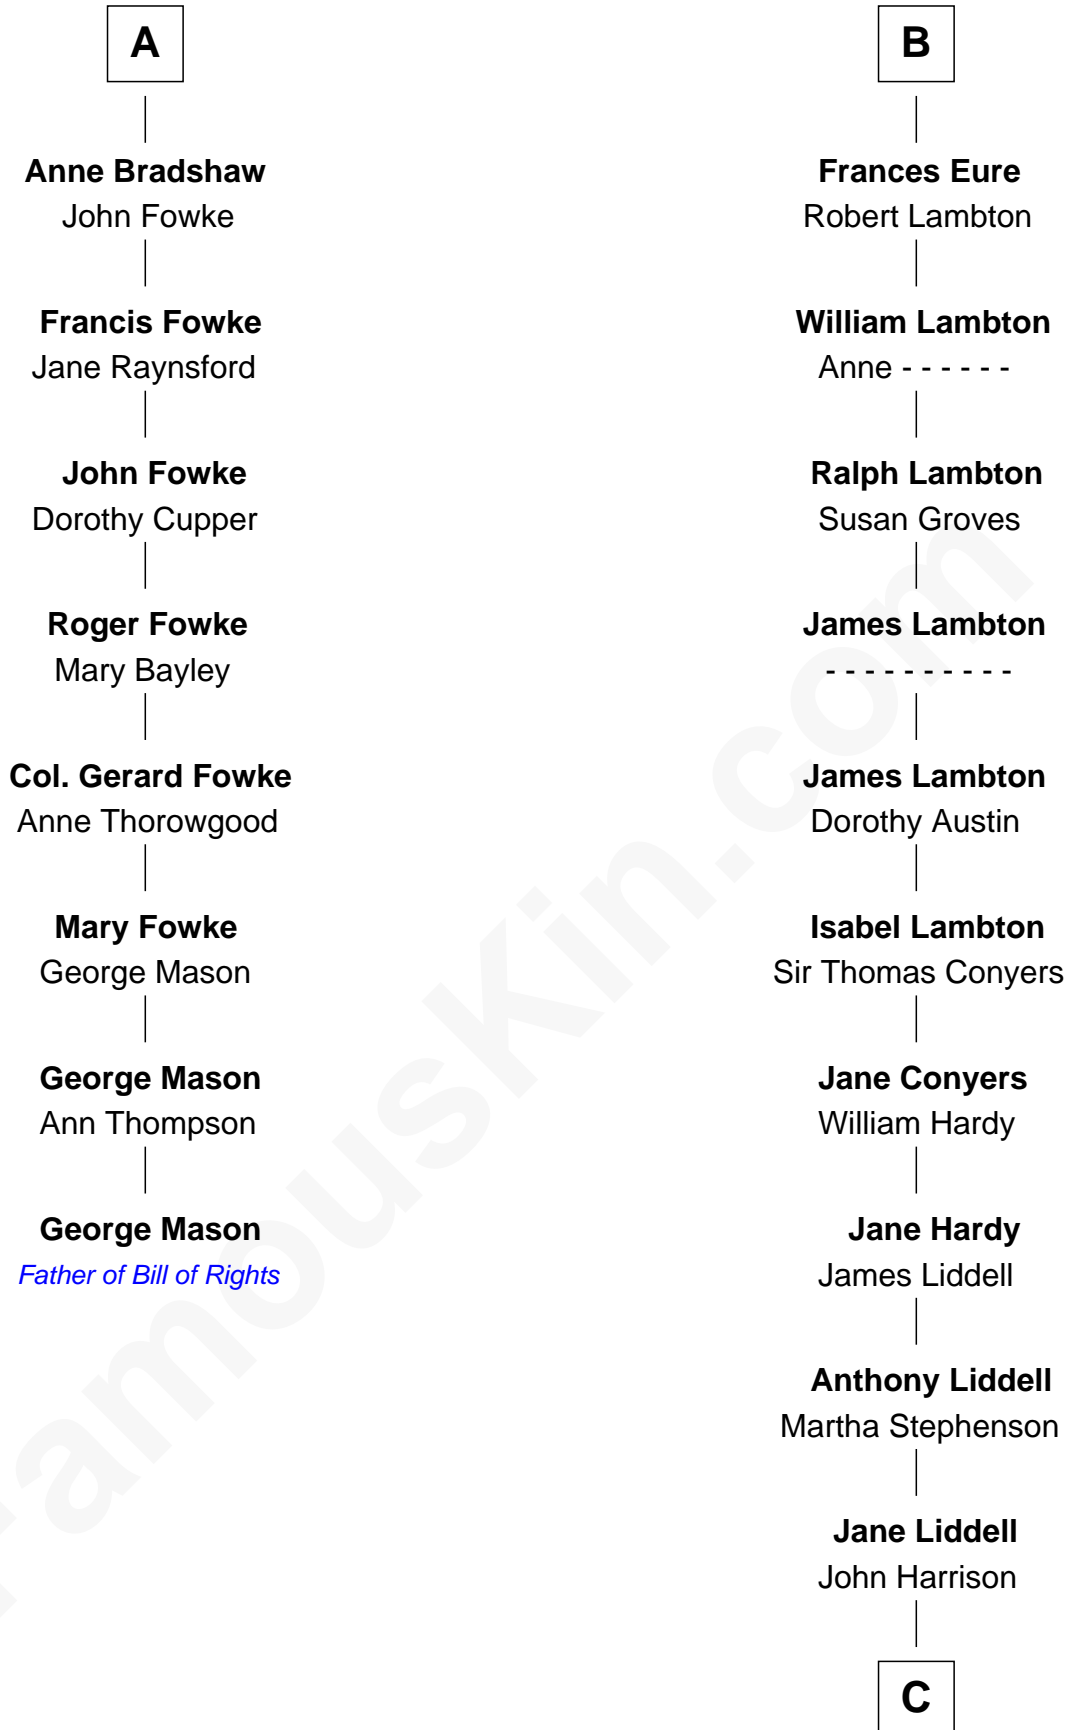 A
Anne Bradshaw
John Fowke
Francis Fowke
Jane Raynsford
John Fowke
Dorothy Cupper
Roger Fowke
Mary Bayley
Col. Gerard Fowke
Anne Thorowgood
Mary Fowke
George Mason
George Mason
Ann Thompson
George Mason
Father of Bill of Rights
B
Frances Eure
Robert Lambton
William Lambton
Anne - - - - - -
Ralph Lambton
Susan Groves
James Lambton
- - - - - - - - - -
James Lambton
Dorothy Austin
Isabel Lambton
Sir Thomas Conyers
Jane Conyers
William Hardy
Jane Hardy
James Liddell
Anthony Liddell
Martha Stephenson
Jane Liddell
John Harrison
C
FamousKin.com